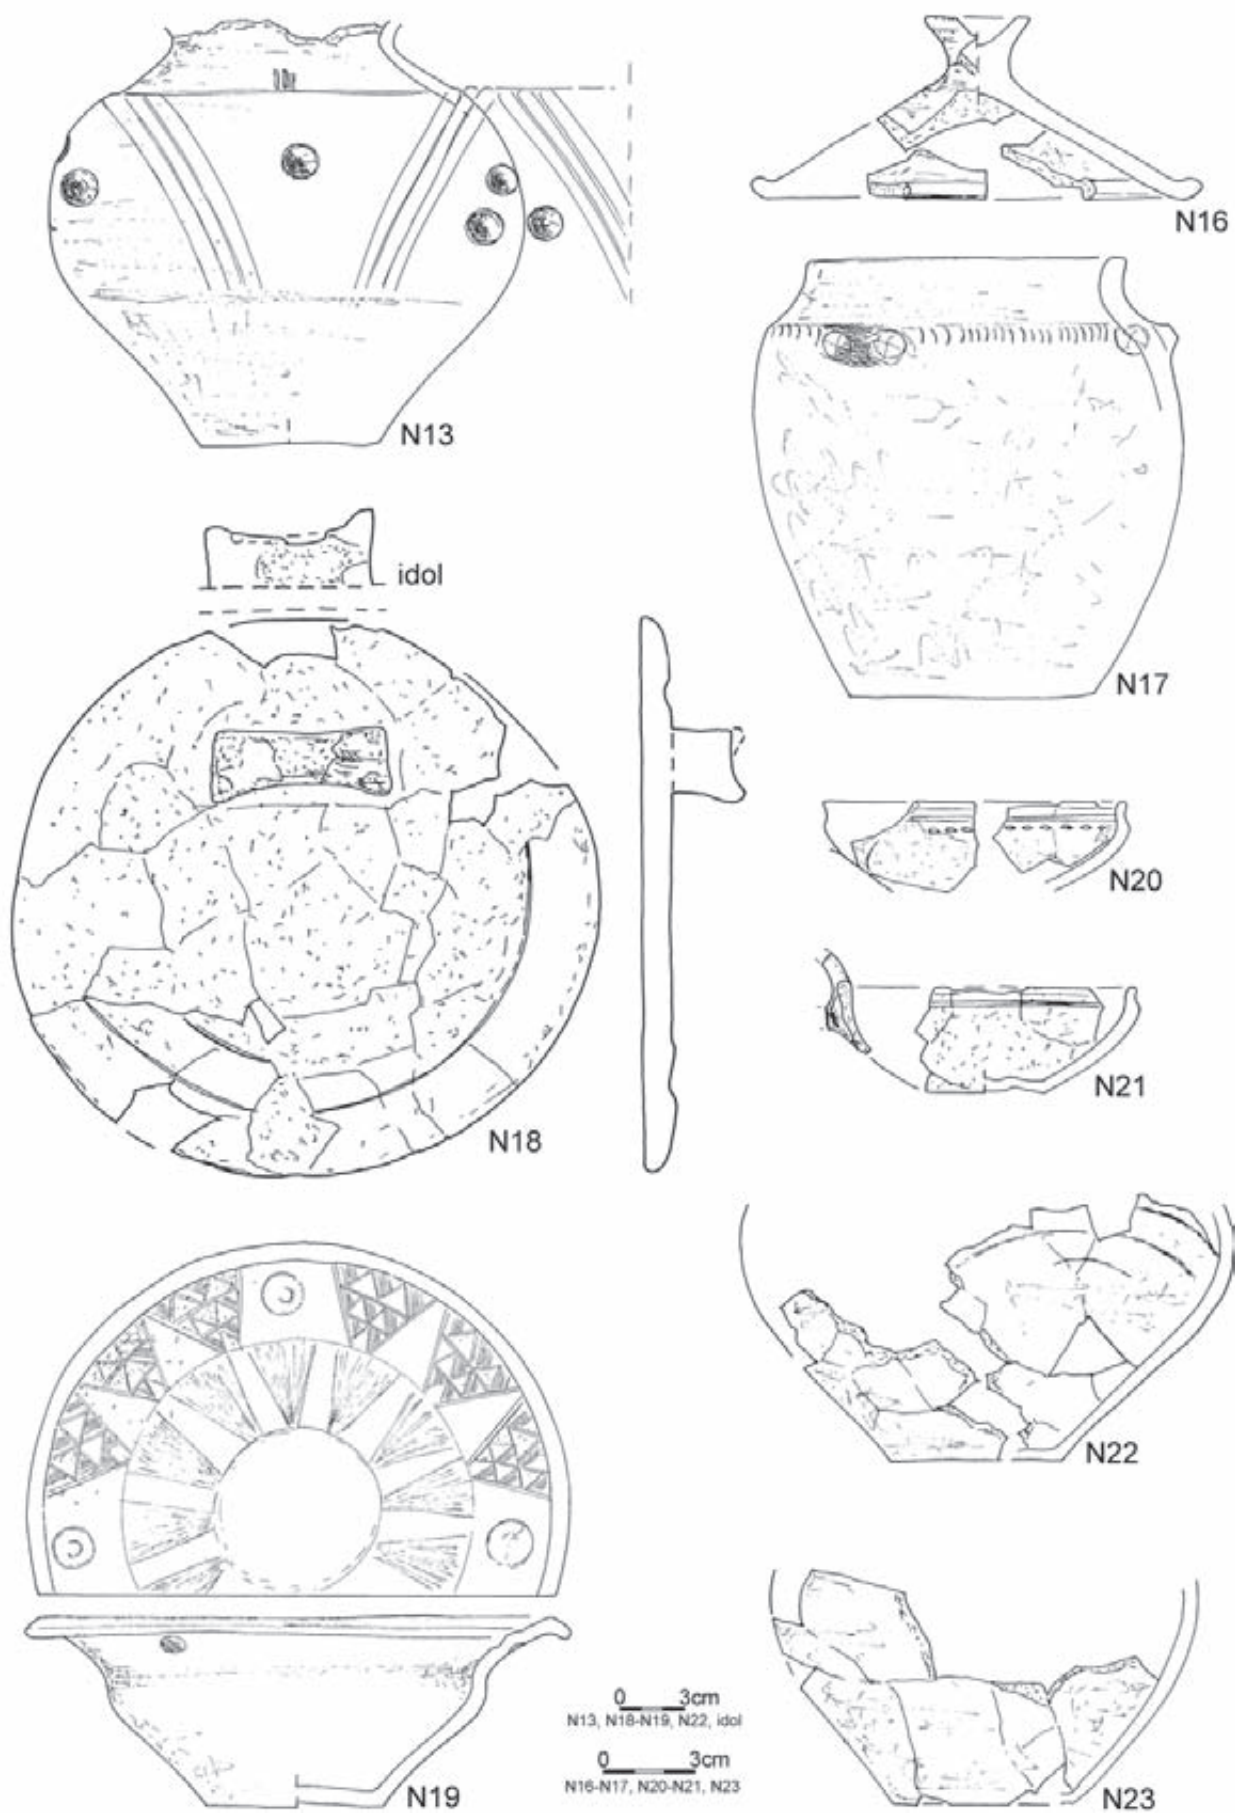 N13
N16
N17
idol
N18
N20
N21
N22
N19
0 3cm
N13, N18-N19, N22, idol
0 3cm
N16-N17, N20-N21, N23
N23